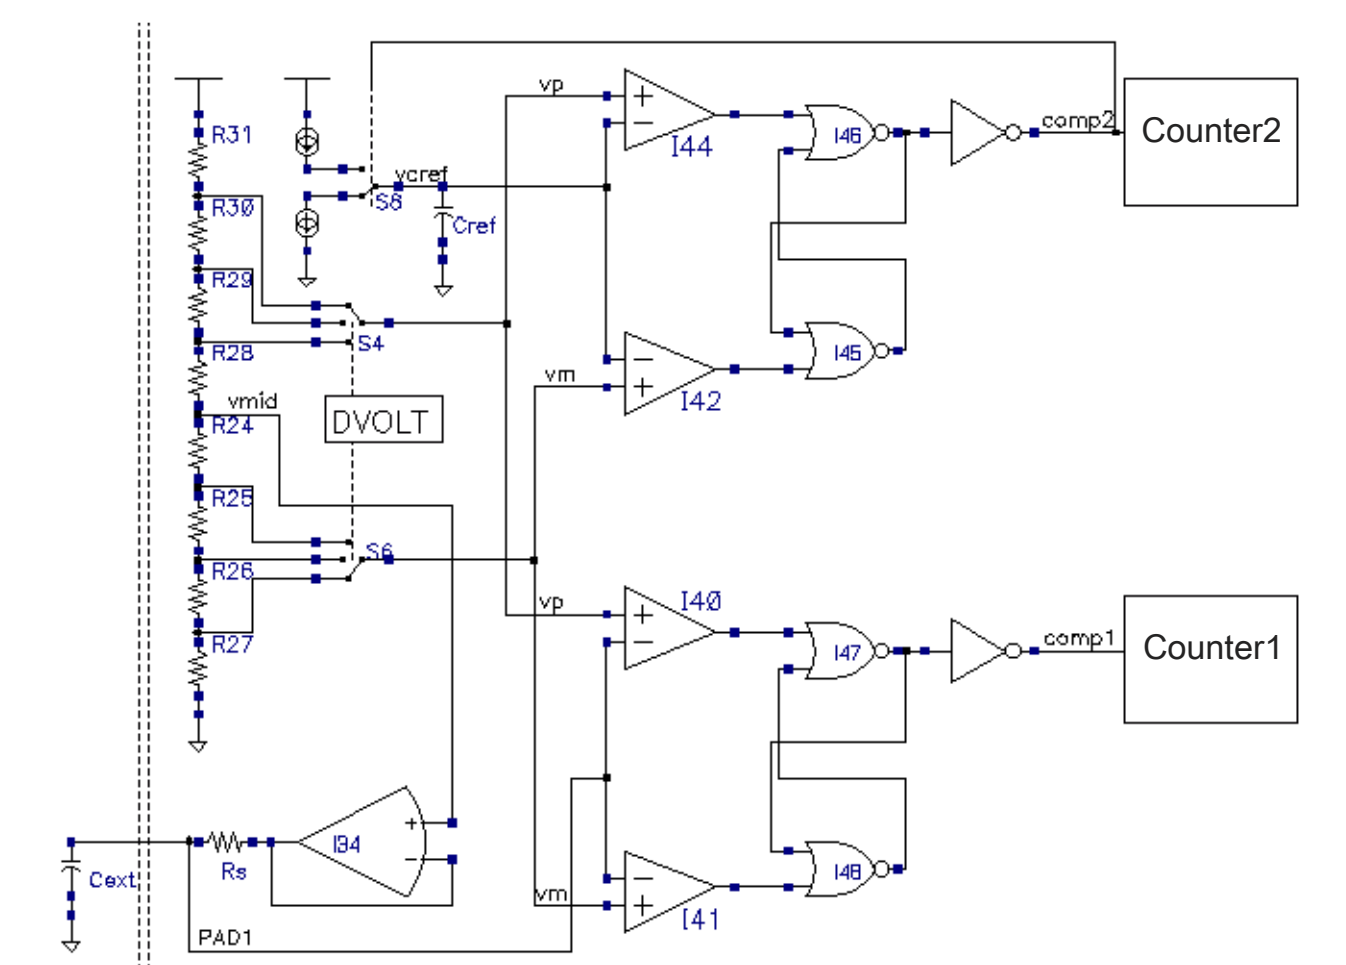 vp
+
−
I44
I46
comp2
Counter2
R31
vcref
S8
R30
Cref
R29
S4
I45
R28
vm
−
+
I42
vmid
R24
DVOLT
R25
S6
R26
vp
I40
+
−
R27
I47
comp1
Counter1
+
−
I34
Rs
Cext
−
+
vm
I41
I48
PAD1